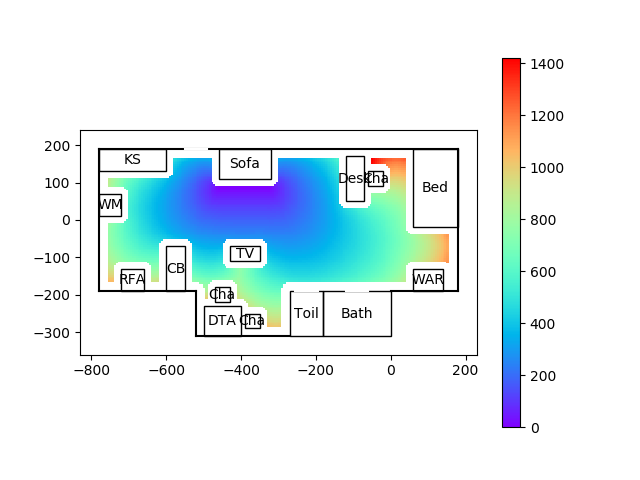 1400
1200
1000
800
600
400
200
0
200
100
0
−100
−200
−300
KS
Sofa
Desk
Cha
Bed
WM
TV
CB
RFA
WAR
Cha
DTA
Cha
Toil
Bath
−800
−600
−400
−200
0
200